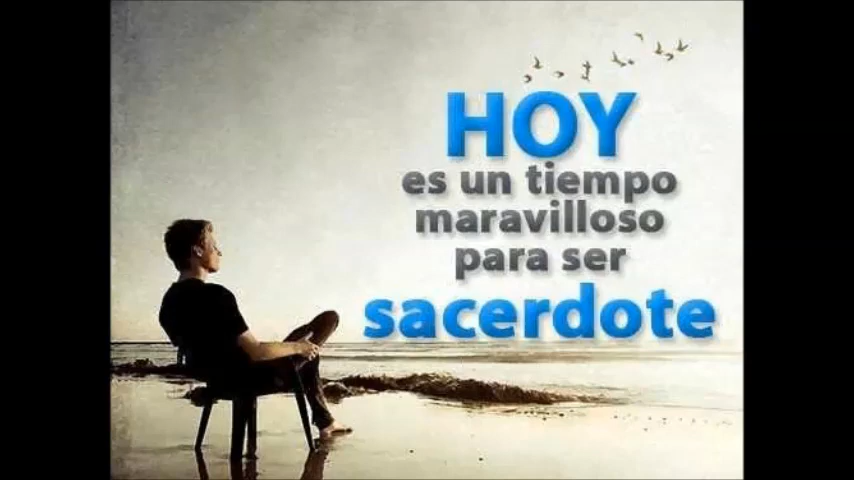 HOY
es un tiempo
maravilloso
para ser
sacerdote